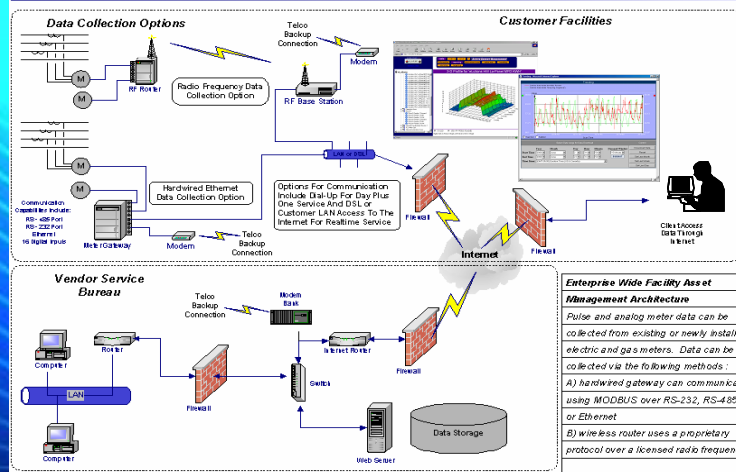 Data Collection Options
Customer Facilities
Telco
Backup
Connection
Modem
M
M
RF Router
Radio Frequency Data
Collection Option
RF Base Station
LAN or DSL
M
M
Hardwired Ethernet
Data Collection Option
Options For Communication
Include Dial-Up For Day Plus
One Service And DSL or
Customer LAN Access To The
Internet For Realtime Service
Communication
Capabilities Include:
RS-485 Port
RS-232 Port
Ethernet
16 Digital Inputs
Meter Gateway
Modem
Telco
Backup
Connection
Firewall
Firewall
Internet
Client Access
Data Through
Internet
Vendor Service
Bureau
Telco
Backup
Connection
Modem
Bank
Computer
Router
Internet Router
Firewall
Firewall
LAN
Switch
Computer
Web Server
Data Storage
Enterprise Wide Facility Asset
Management Architecture
Pulse and analog meter data can be
collected from existing or newly install
electric and gas meters. Data can be
collected via the following methods :
A) hardwired gateway can communica
using MODBUS over RS-232, RS-485
or Ethernet
B) wireless router uses a proprietary
protocol over a licensed radio frequen